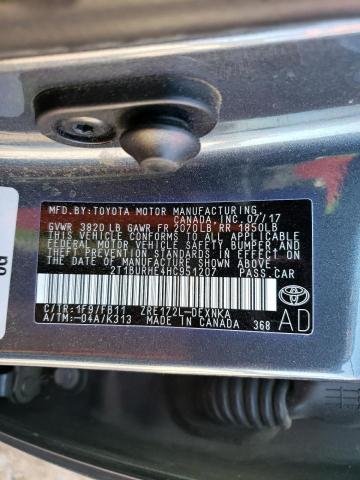 MFD.BY:TOYOTA MOTOR MANUFACTURING,
CANADA, INC. 07/17
GVWR 3820 LB GAWR FR 2070LB RR 1850LB
THIS VEHICLE CONFORMS TO ALL APPLICABLE
FEDERAL MOTOR VEHICLE SAFETY, BUMPER, AND
THEFT PREVENTION STANDARDS IN EFFECT ON THE
DATE OF MANUFACTURE SHOWN ABOVE.
2T1BURHE4HC951207 PASS.CAR
C/TR:1F9/FB11 ZRE172L-DEXNKA
A/TM:-04A/K313 MADE IN CANADA 368
AD